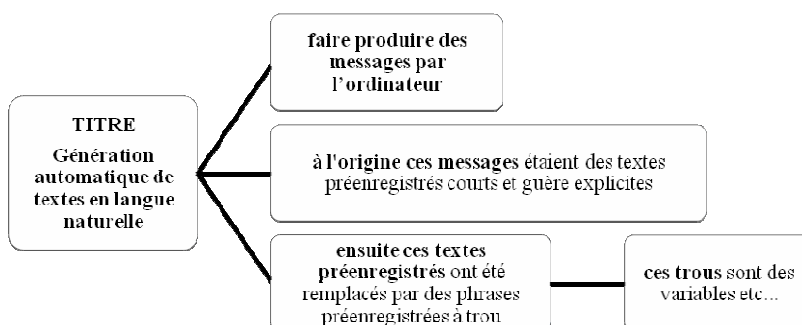 faire produire des
messages par
l'ordinateur
TITRE
Génération
automatique de
textes en langue
naturelle
à l'origine ces messages étaient des textes
préenregistrés courts et guère explicites
ensuite ces textes
préenregistrés ont été
remplacés par des phrases
préenregistrées à trou
ces trous sont des
variables etc...